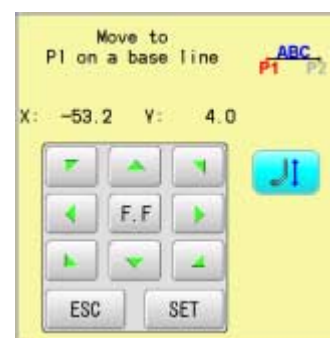 Move to
P1 on a base line
ABC
P1 P2
X: -53.2 Y: 4.0
F.F
ESC SET